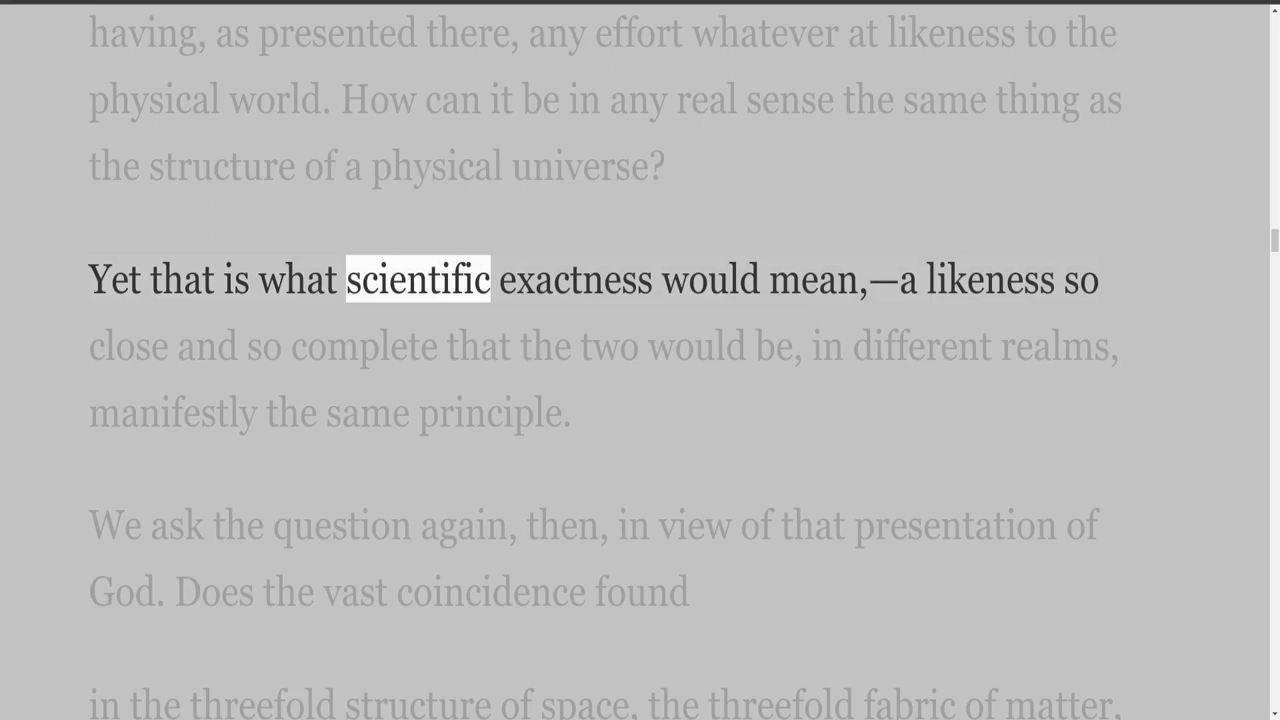 having, as presented there, any effort whatever at likeness to the
physical world. How can it be in any real sense the same thing as
the structure of a physical universe?
Yet that is what scientific exactness would mean,—a likeness so
close and so complete that the two would be, in different realms,
manifestly the same principle.
We ask the question again, then, in view of that presentation of
God. Does the vast coincidence found
in the threefold structure of space, the threefold fabric of matter,